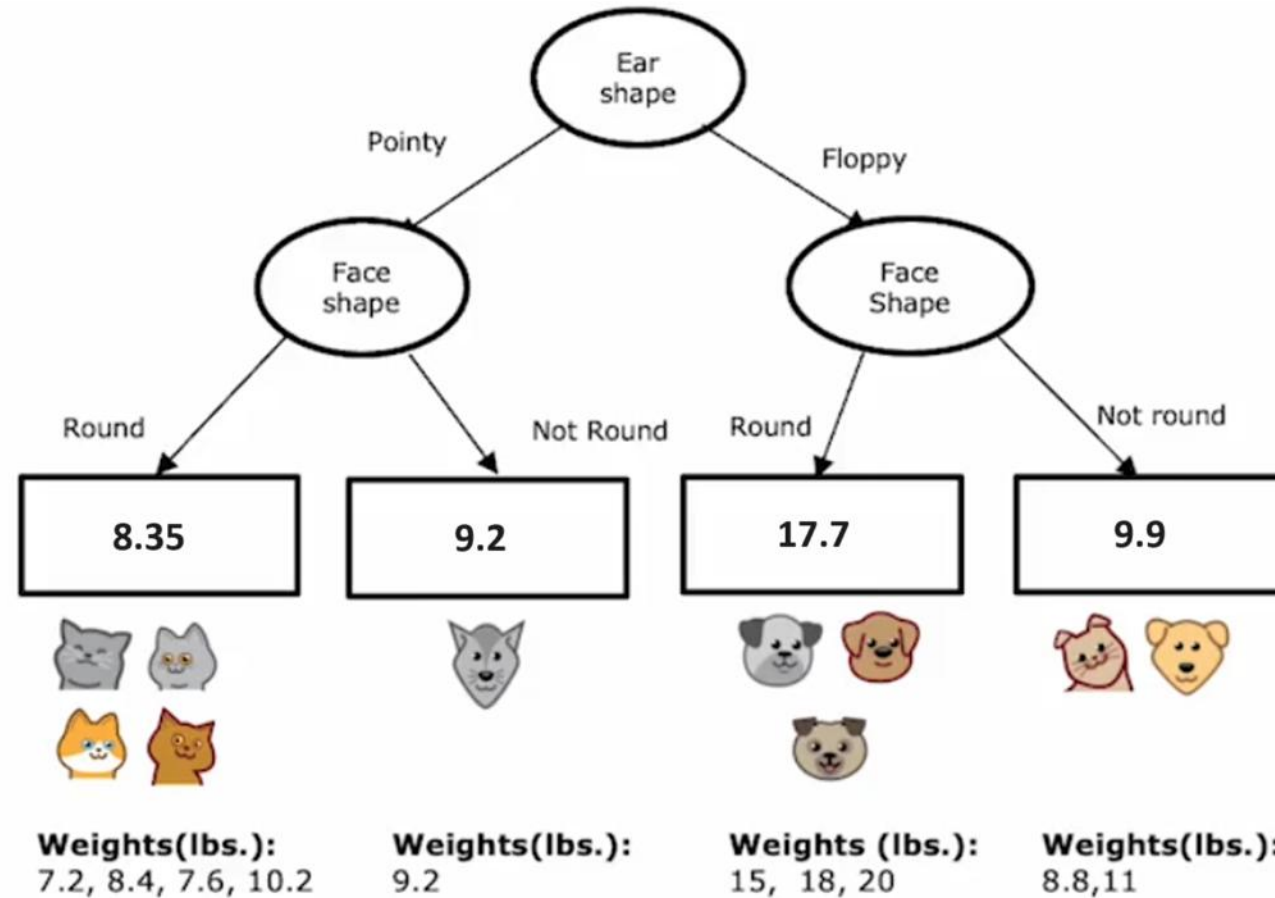 Ear
shape
Pointy
Floppy
Face
shape
Face
Shape
Round
Not Round
Round
Not round
8.35
9.2
17.7
9.9
Weights(lbs.):
7.2, 8.4, 7.6, 10.2
Weights(lbs.):
9.2
Weights (lbs.):
15, 18, 20
Weights(lbs.):
8.8,11